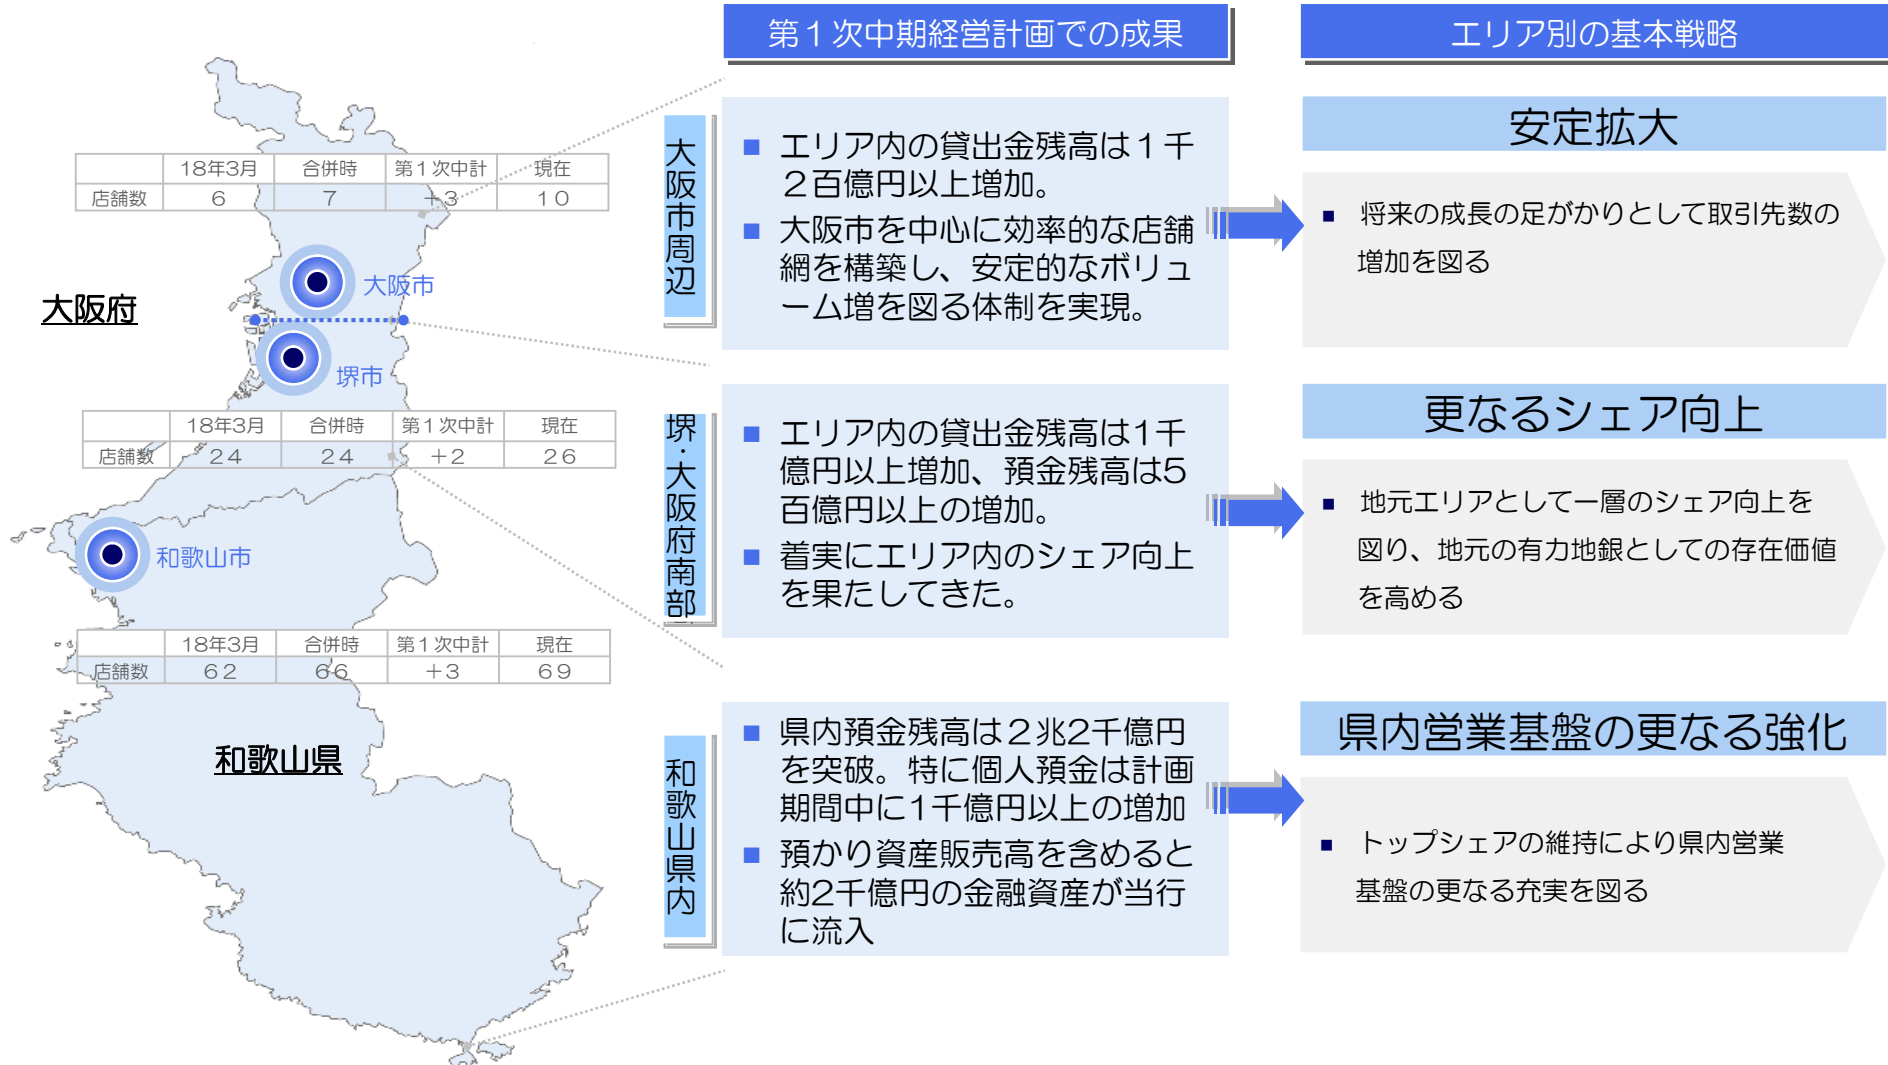 第1次中期経営計画での成果
エリア別の基本戦略
18年3月 合併時 第1次中計 現在
店舗数 6 7 +3 10
大阪市
大阪府
堺市
18年3月 合併時 第1次中計 現在
店舗数 24 24 +2 26
和歌山市
18年3月 合併時 第1次中計 現在
店舗数 62 66 +3 69
和歌山県
大阪市周辺
■ エリア内の貸出金残高は1千
2百億円以上増加。
■ 大阪市を中心に効率的な店舗
網を構築し、安定的なボリュ
ーム増を図る体制を実現。
安定拡大
■ 将来の成長の足がかりとして取引先数の
増加を図る
堺・大阪府南部
■ エリア内の貸出金残高は1千
億円以上増加、預金残高は5
百億円以上の増加。
■ 着実にエリア内のシェア向上
を果たしてきた。
更なるシェア向上
■ 地元エリアとして一層のシェア向上を
図り、地元の有力地銀としての存在価値
を高める
和歌山県内
■ 県内預金残高は2兆2千億円
を突破。特に個人預金は計画
期間中に1千億円以上の増加
■ 預かり資産販売高を含めると
約2千億円の金融資産が当行
に流入
県内営業基盤の更なる強化
■ トップシェアの維持により県内営業
基盤の更なる充実を図る